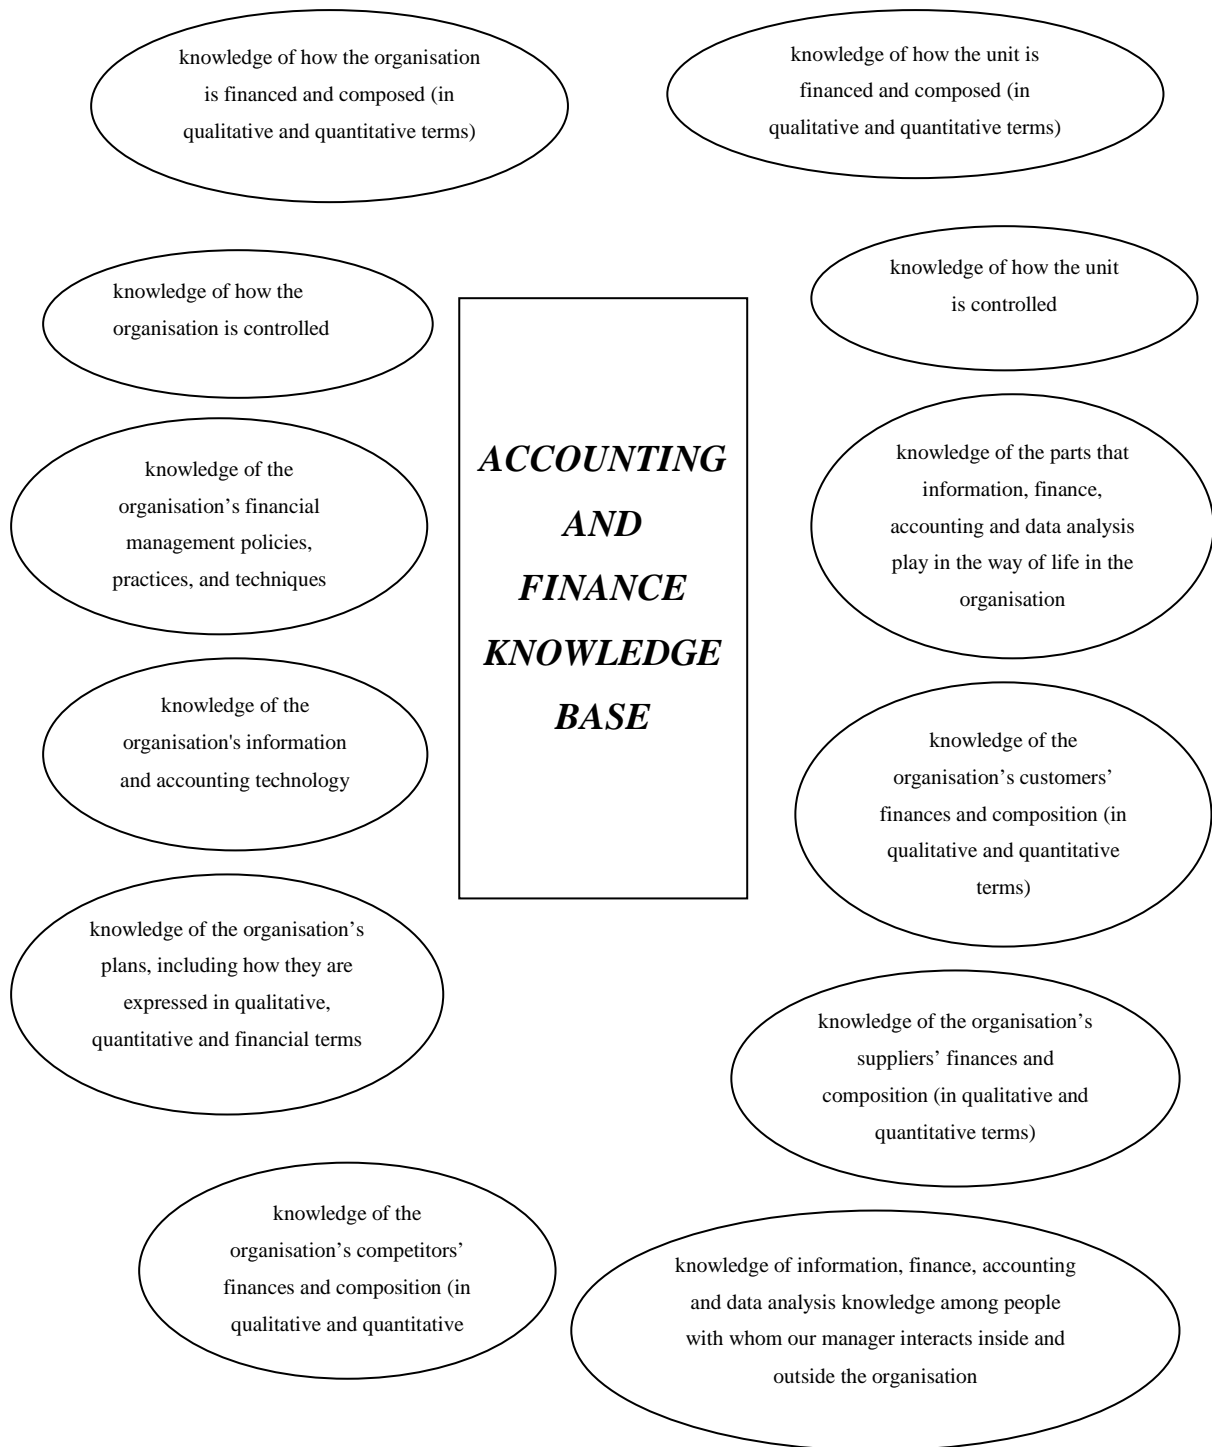 knowledge of how the organisation
is financed and composed (in
qualitative and quantitative terms)
knowledge of how the unit is
financed and composed (in
qualitative and quantitative terms)
knowledge of how the
organisation is controlled
knowledge of how the unit
is controlled
ACCOUNTING
AND
FINANCE
KNOWLEDGE
BASE
knowledge of the
organisation’s financial
management policies,
practices, and techniques
knowledge of the parts that
information, finance,
accounting and data analysis
play in the way of life in the
organisation
knowledge of the
organisation's information
and accounting technology
knowledge of the
organisation’s customers’
finances and composition (in
qualitative and quantitative
terms)
knowledge of the organisation’s
plans, including how they are
expressed in qualitative,
quantitative and financial terms
knowledge of the organisation’s
suppliers’ finances and
composition (in qualitative and
quantitative terms)
knowledge of the
organisation’s competitors’
finances and composition (in
qualitative and quantitative
knowledge of information, finance, accounting
and data analysis knowledge among people
with whom our manager interacts inside and
outside the organisation